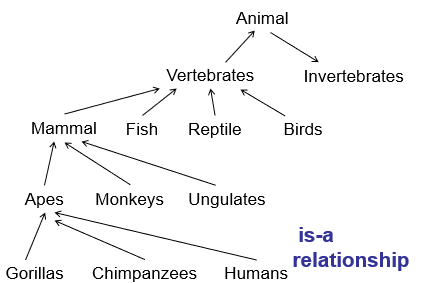 Animal
Vertebrates
Invertebrates
Mammal
Fish
Reptile
Birds
Apes
Monkeys
Ungulates
is-a
relationship
Gorillas
Chimpanzees
Humans